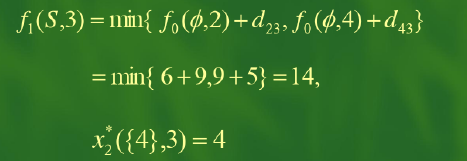 f₁(S,3) = min{ f₀(ϕ,2) + d₂₃, f₀(ϕ,4) + d₄₃}
= min{ 6+9,9+5} = 14,
x₂*({4},3) = 4